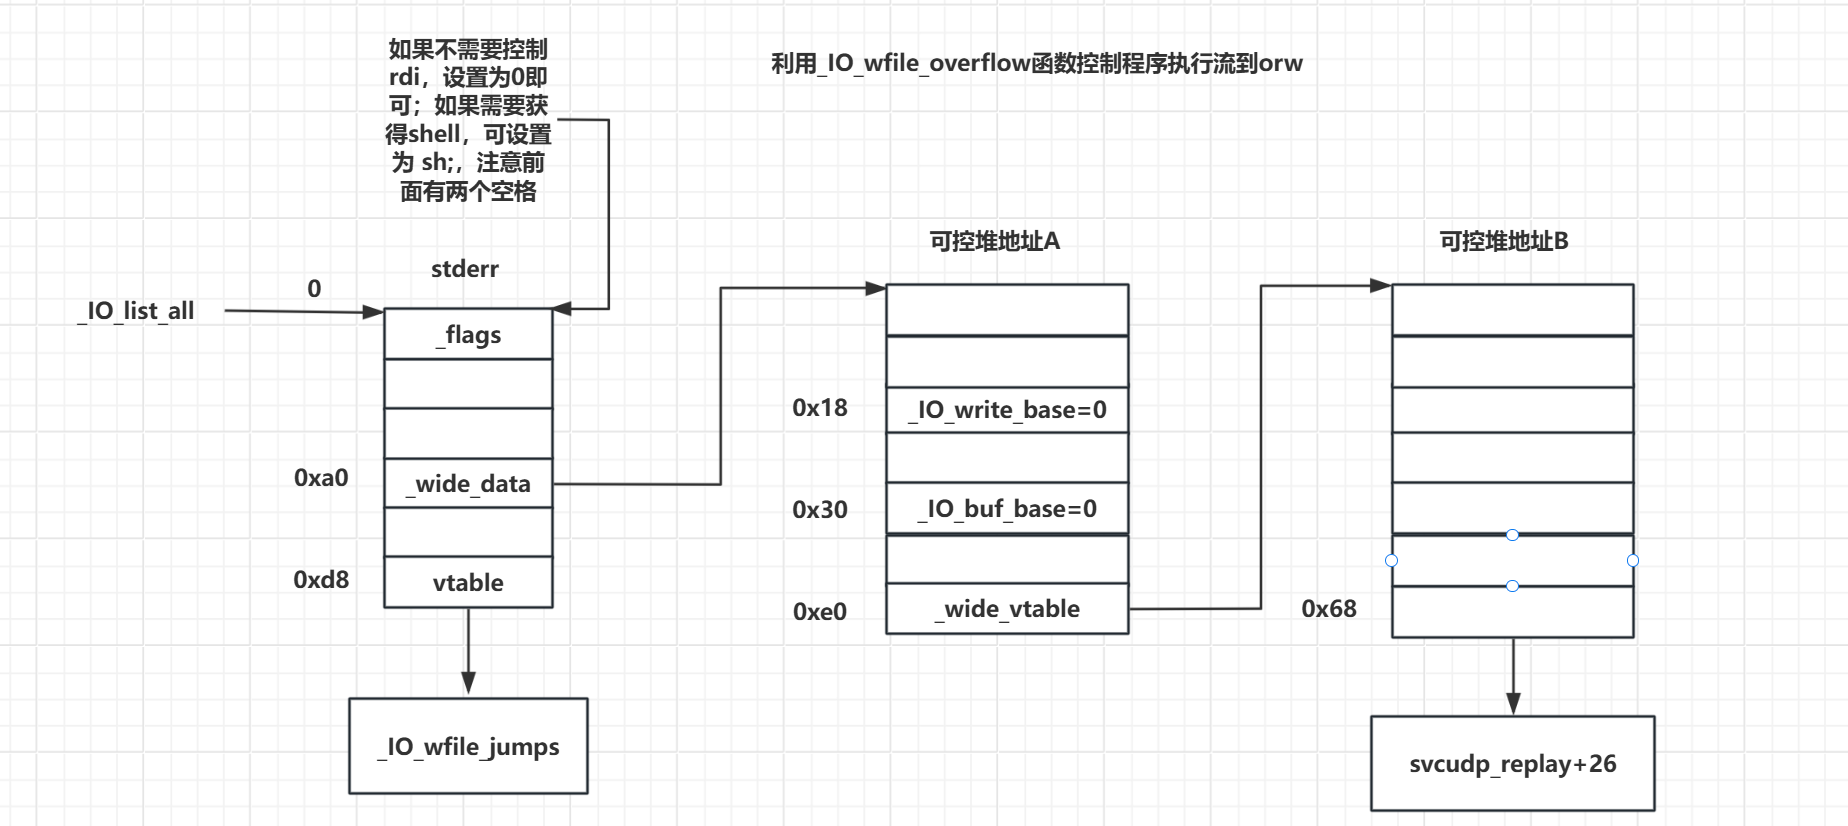 如果不需要控制
rdi，设置为0即
可；如果需要获
得shell，可设置
为 sh;，注意前
面有两个空格
利用_IO_wfile_overflow函数控制程序执行流到orw
可控堆地址A
可控堆地址B
stderr
0
_IO_list_all
_flags
0x18
_IO_write_base=0
0xa0
_wide_data
0x30
_IO_buf_base=0
0xd8
vtable
0xe0
_wide_vtable
0x68
_IO_wfile_jumps
svcudp_replay+26